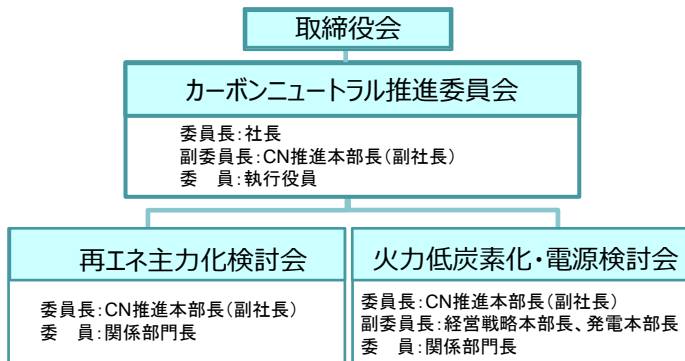 取締役会
カーボンニュートラル推進委員会
委員長：社長
副委員長：CN推進本部長（副社長）
委　員：執行役員
再エネ主力化検討会
委員長：CN推進本部長（副社長）
委　員：関係部門長
火力低炭素化・電源検討会
委員長：CN推進本部長（副社長）
副委員長：経営戦略本部長、発電本部長
委　員：関係部門長